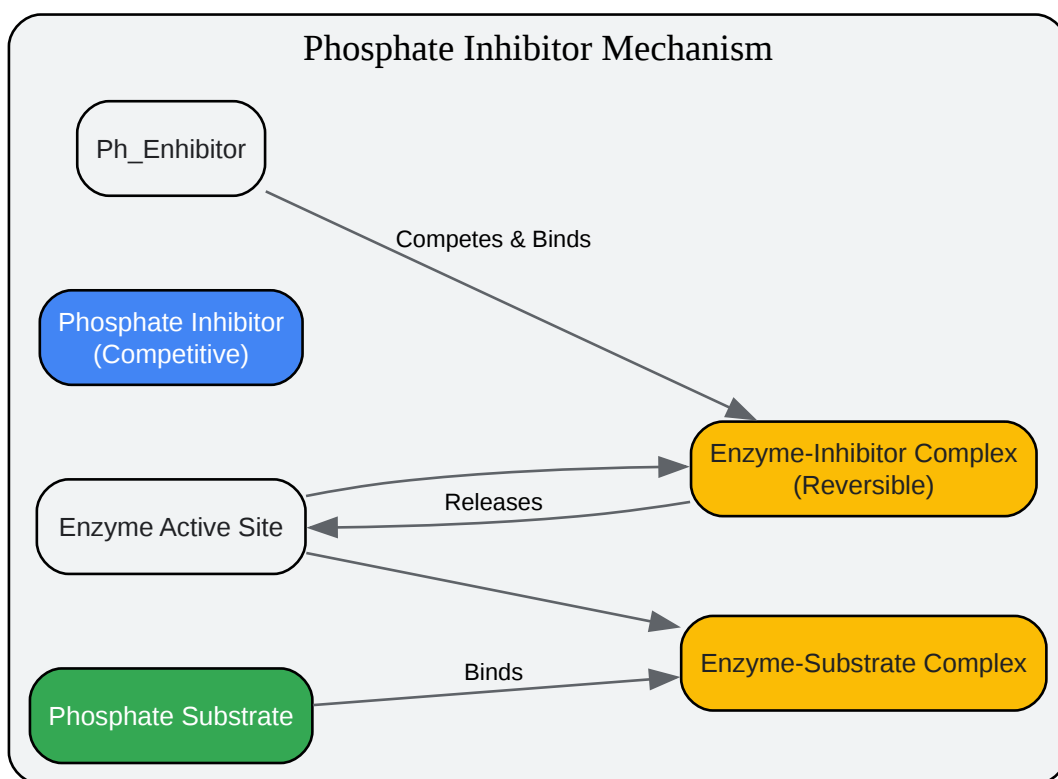 Phosphate Inhibitor Mechanism
Ph_Enhibitor
Competes & Binds
Phosphate Inhibitor
(Competitive)
Enzyme-Inhibitor Complex
(Reversible)
Releases
Enzyme Active Site
Enzyme-Substrate Complex
Binds
Phosphate Substrate